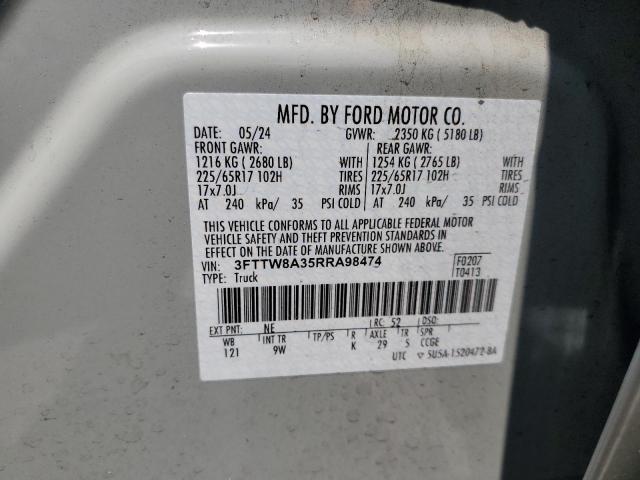 MFD. BY FORD MOTOR CO.
DATE: 05/24 GVWR: 2350 KG ( 5180 LB)
FRONT GAWR: REAR GAWR:
1216 KG ( 2680 LB) WITH 1254 KG ( 2765 LB) WITH
225/65R17 102H TIRES 225/65R17 102H TIRES
17x7.0J RIMS 17x7.0J RIMS
AT 240 kPa/ 35 PSI COLD AT 240 kPa/ 35 PSI COLD
THIS VEHICLE CONFORMS TO ALL APPLICABLE FEDERAL MOTOR
VEHICLE SAFETY AND THEFT PREVENTION STANDARDS IN
EFFECT ON THE DATE OF MANUFACTURE SHOWN ABOVE.
VIN: 3FTTW8A35RRA98474 F0207
TYPE: Truck T0413
EXT PNT: NE RC: 52 DSO:
WB INT TR TP/PS R AXLE TR SPR
121 9W K 29 5 CCGE
UTC ▽ 5U5A-1520472-BA